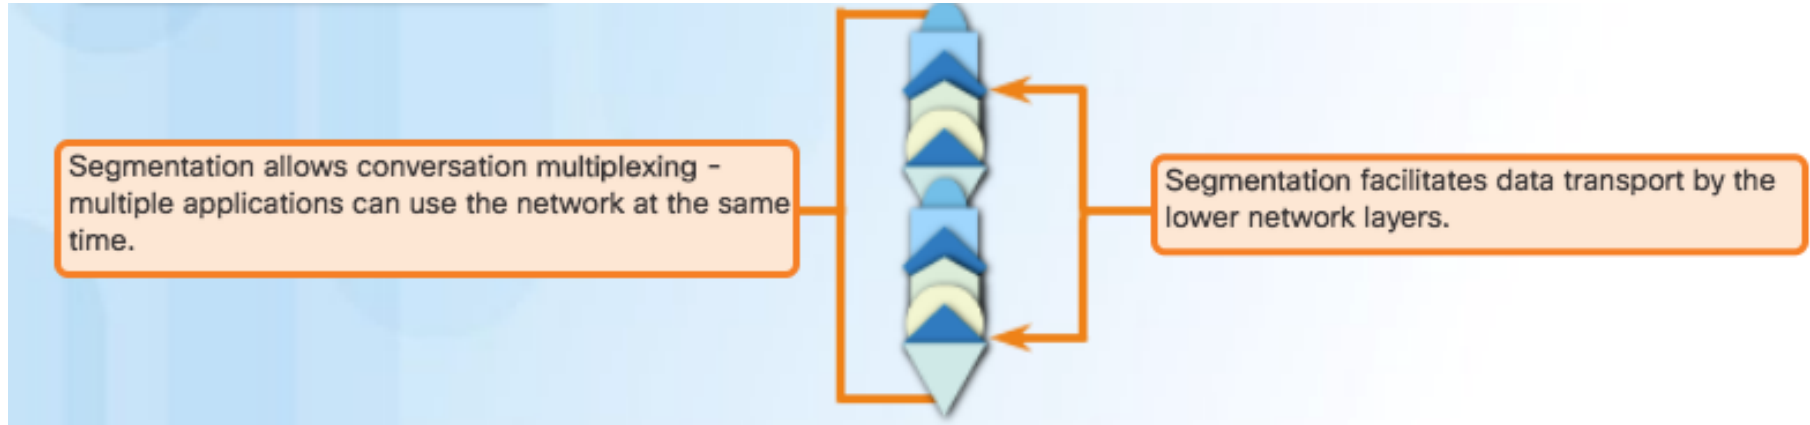 Segmentation allows conversation multiplexing -
multiple applications can use the network at the same
time.
Segmentation facilitates data transport by the
lower network layers.